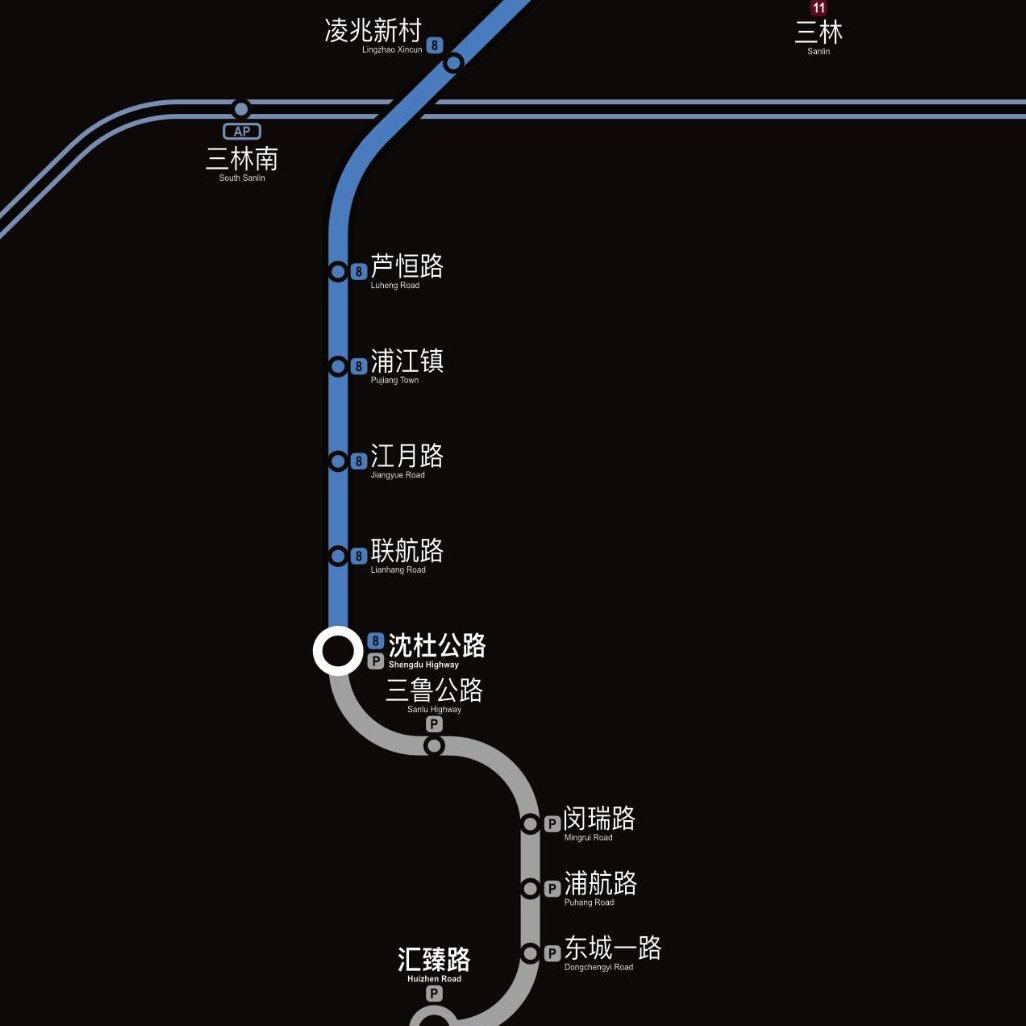 11
三林
Sanlin
凌兆新村
Lingzhao Xincun
8
AP
三林南
South Sanlin
8
芦恒路
Luheng Road
8
浦江镇
Pujiang Town
8
江月路
Jiangyue Road
8
联航路
Lianhang Road
8
P
沈杜公路
Shengdu Highway
三鲁公路
Sanlu Highway
P
P
闵瑞路
Mingrui Road
P
浦航路
Puhang Road
P
东城一路
Dongchengyi Road
汇臻路
Huizhen Road
P